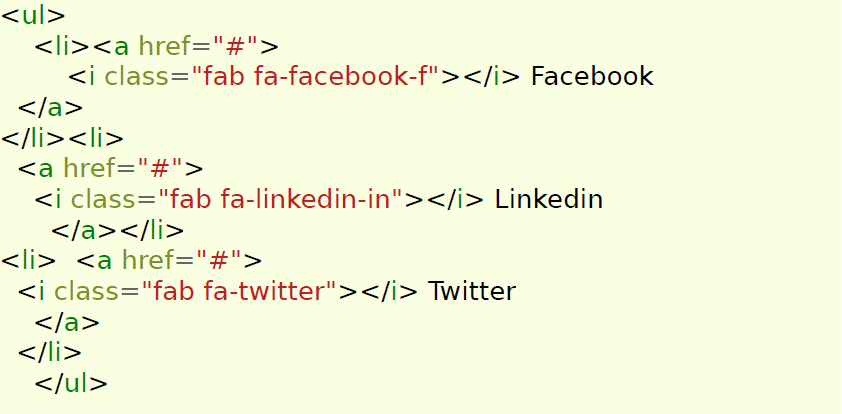 <ul>
    <li><a href="#">
        <i class="fab fa-facebook-f"></i> Facebook
  </a>
</li><li>
  <a href="#">
    <i class="fab fa-linkedin-in"></i> Linkedin
      </a></li>
<li>  <a href="#">
  <i class="fab fa-twitter"></i> Twitter
    </a>
  </li>
    </ul>